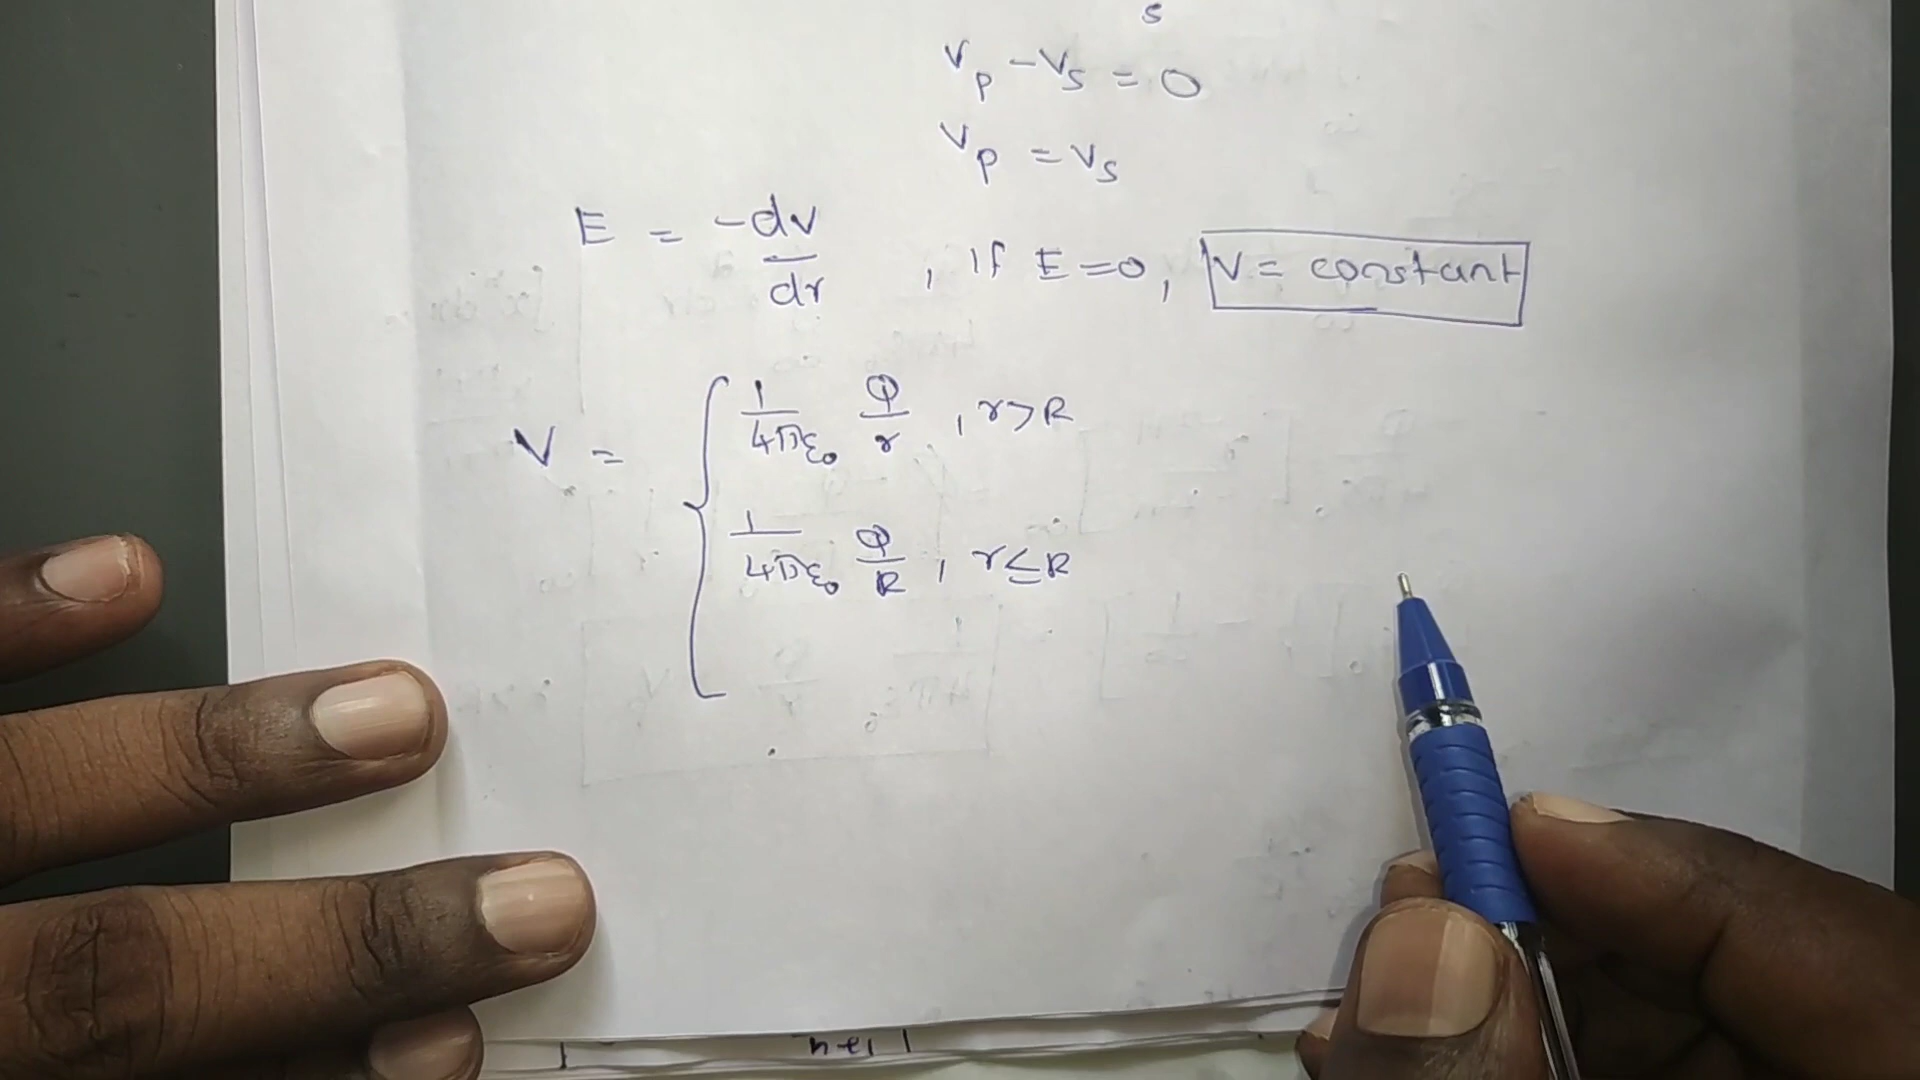 s
Vp - Vs = 0
Vp = Vs
E = -dv/dr , If E=0, V = constant
V = { 1/4πε₀ Q/r , r>R
1/4πε₀ Q/R , r≤R